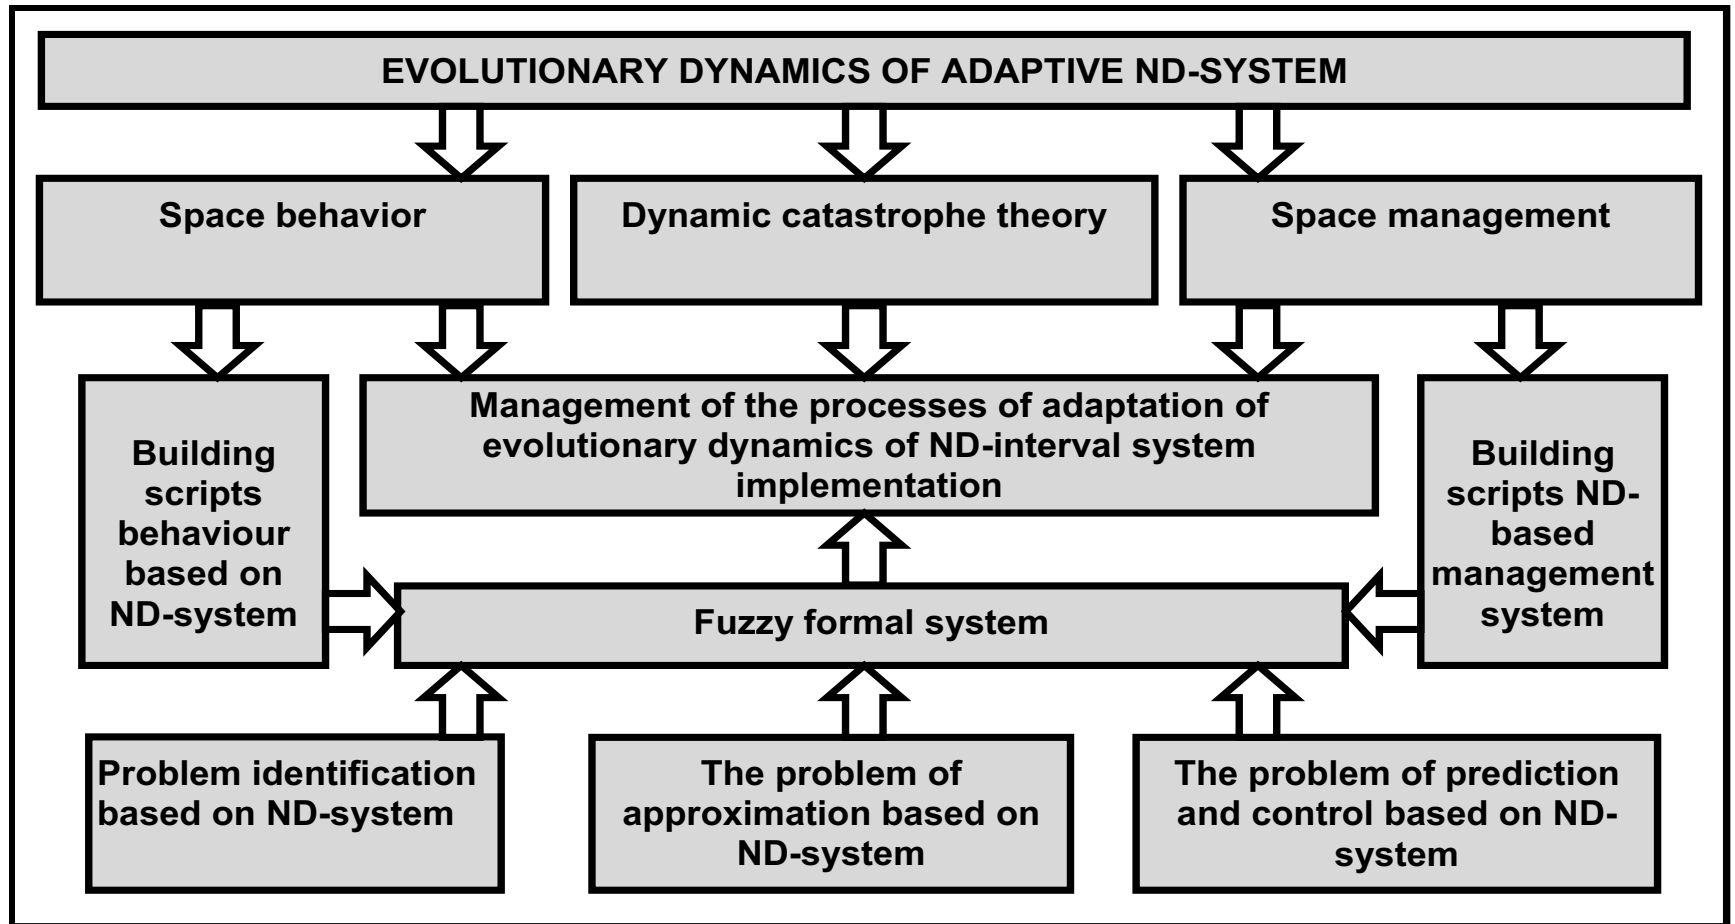 EVOLUTIONARY DYNAMICS OF ADAPTIVE ND-SYSTEM
Space behavior
Dynamic catastrophe theory
Space management
Building
scripts
behaviour
based on
ND-system
Management of the processes of adaptation of
evolutionary dynamics of ND-interval system
implementation
Building
scripts ND-
based
management
system
Fuzzy formal system
Problem identification
based on ND-system
The problem of
approximation based on
ND-system
The problem of prediction
and control based on ND-
system